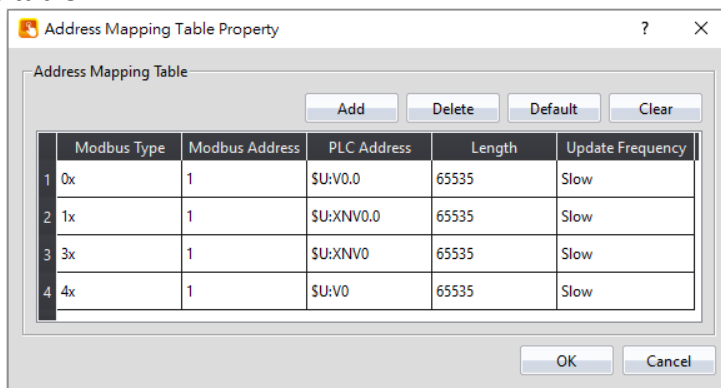 Address Mapping Table Property ? ×
Address Mapping Table
Add Delete Default Clear
Modbus Type Modbus Address PLC Address Length Update Frequency
1 0x 1 $U:V0.0 65535 Slow
2 1x 1 $U:XNV0.0 65535 Slow
3 3x 1 $U:XNV0 65535 Slow
4 4x 1 $U:V0 65535 Slow
OK Cancel